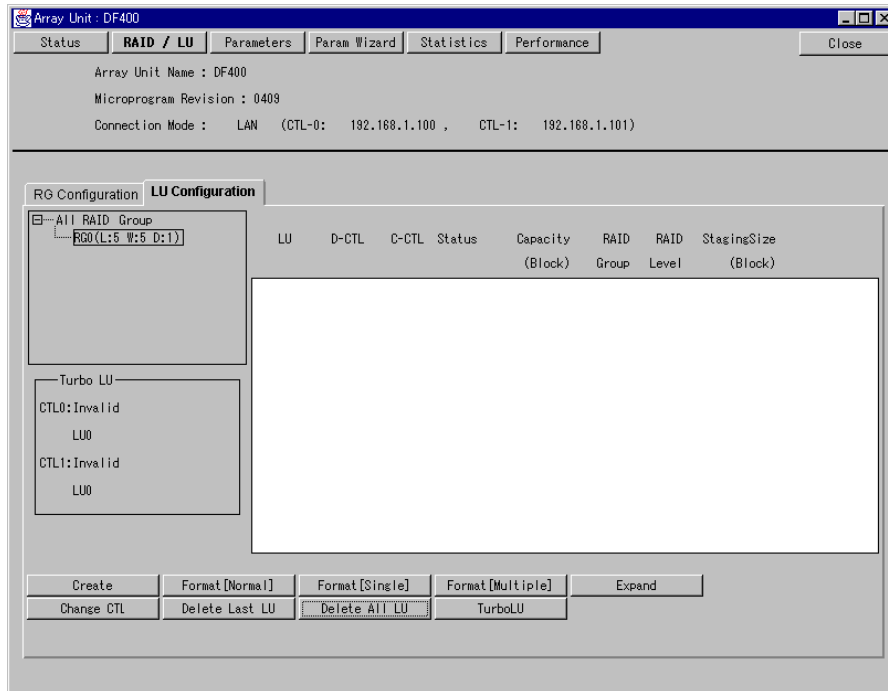 Array Unit : DF400
Status RAID / LU Parameters Param Wizard Statistics Performance Close
Array Unit Name : DF400
Microprogram Revision : 0409
Connection Mode : LAN (CTL-0: 192.168.1.100 , CTL-1: 192.168.1.101)
RG Configuration LU Configuration
All RAID Group
RG0(L:5 W:5 D:1)
LU D-CTL C-CTL Status Capacity RAID RAID StagingSize
(Block) Group Level (Block)
Turbo LU
CTL0:Invalid
LU0
CTL1:Invalid
LU0
Create Format[Normal] Format[Single] Format[Multiple] Expand
Change CTL Delete Last LU Delete All LU TurboLU